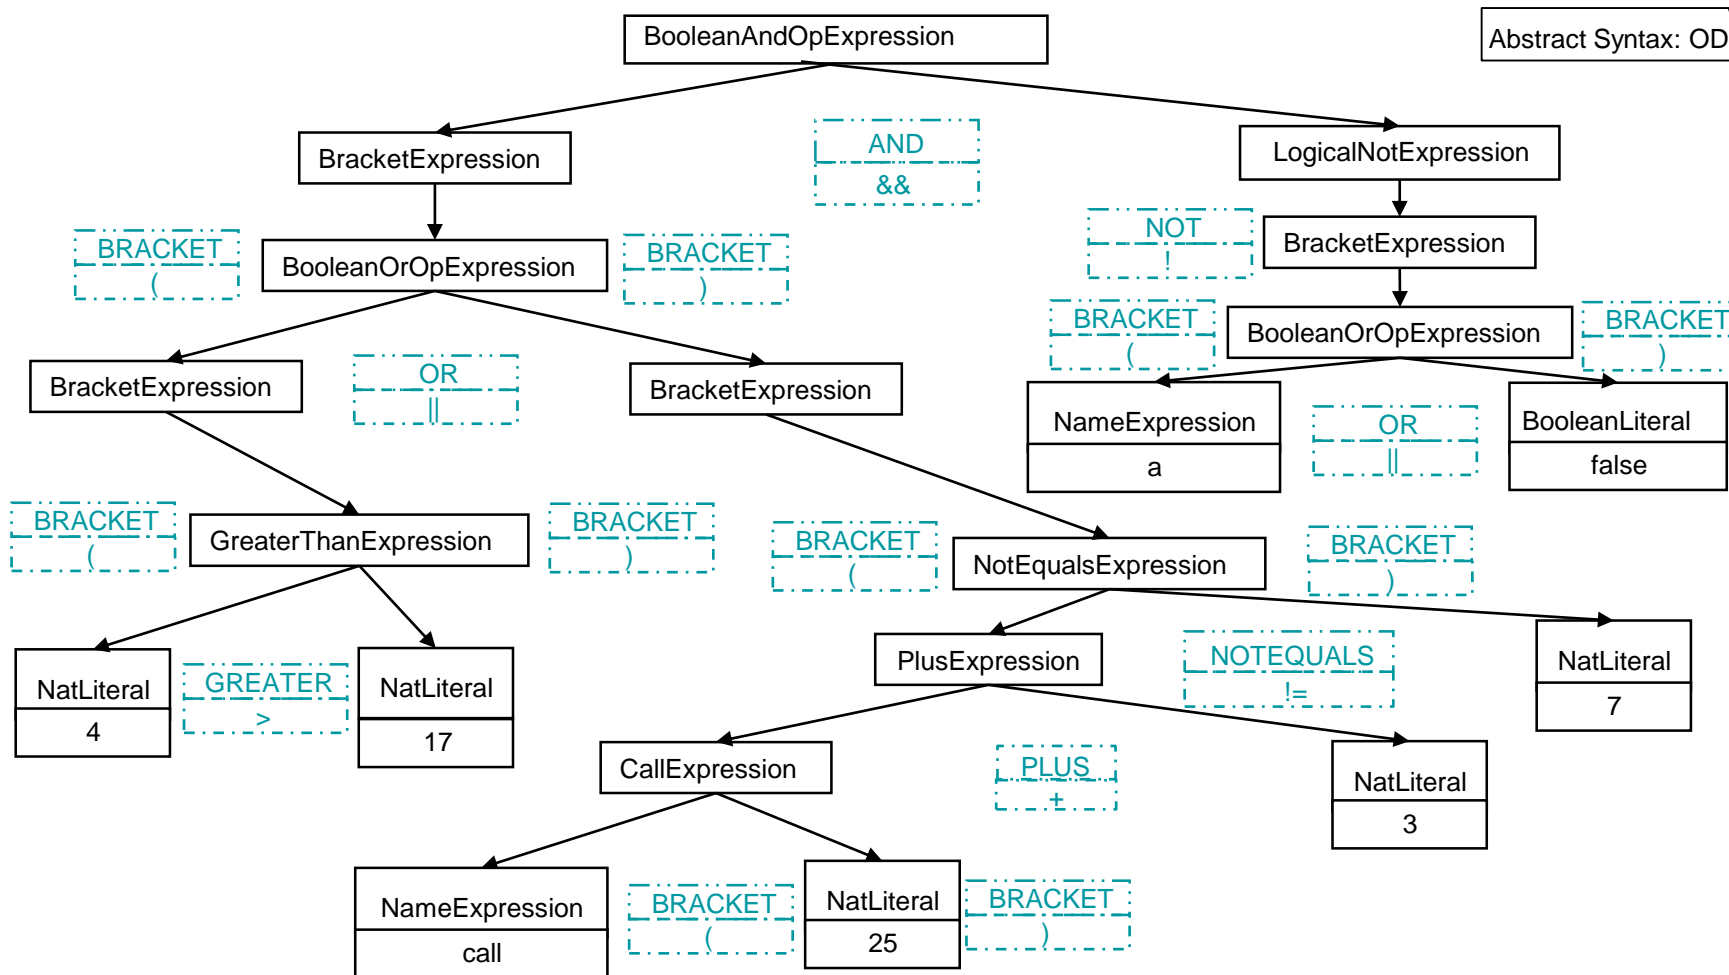 BooleanAndOpExpression
Abstract Syntax: OD
BracketExpression
AND
&&
LogicalNotExpression
BRACKET
(
BooleanOrOpExpression
BRACKET
)
NOT
!
BracketExpression
BRACKET
(
BooleanOrOpExpression
BRACKET
)
BracketExpression
OR
||
BracketExpression
NameExpression
a
OR
||
BooleanLiteral
false
BRACKET
(
GreaterThanExpression
BRACKET
)
BRACKET
(
NotEqualsExpression
BRACKET
)
NatLiteral
4
GREATER
>
NatLiteral
17
PlusExpression
NOTEQUALS
!=
NatLiteral
7
CallExpression
PLUS
+
NatLiteral
3
NameExpression
call
BRACKET
(
NatLiteral
25
BRACKET
)